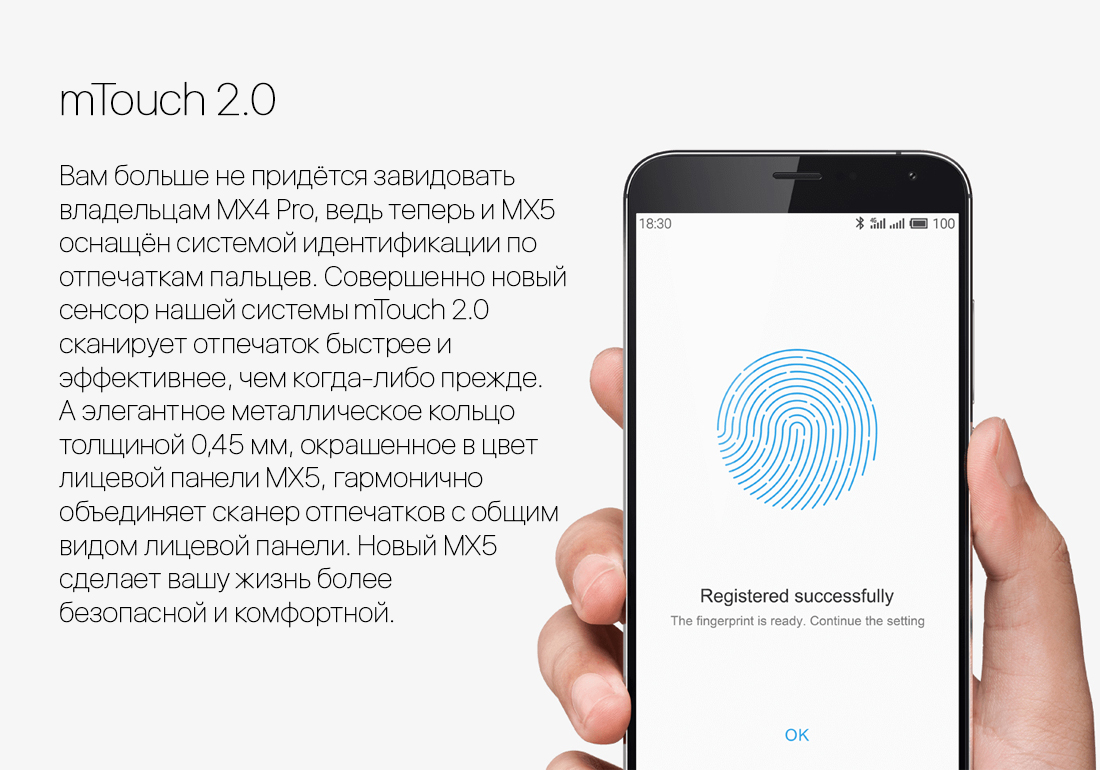 mTouch 2.0
Вам больше не придётся завидовать
владельцам MX4 Pro, ведь теперь и MX5
оснащён системой идентификации по
отпечаткам пальцев. Совершенно новый
сенсор нашей системы mTouch 2.0
сканирует отпечаток быстрее и
эффективнее, чем когда-либо прежде.
А элегантное металлическое кольцо
толщиной 0,45 мм, окрашенное в цвет
лицевой панели MX5, гармонично
объединяет сканер отпечатков с общим
видом лицевой панели. Новый MX5
сделает вашу жизнь более
безопасной и комфортной.
18:30 4G 100
Registered successfully
The fingerprint is ready. Continue the setting
OK